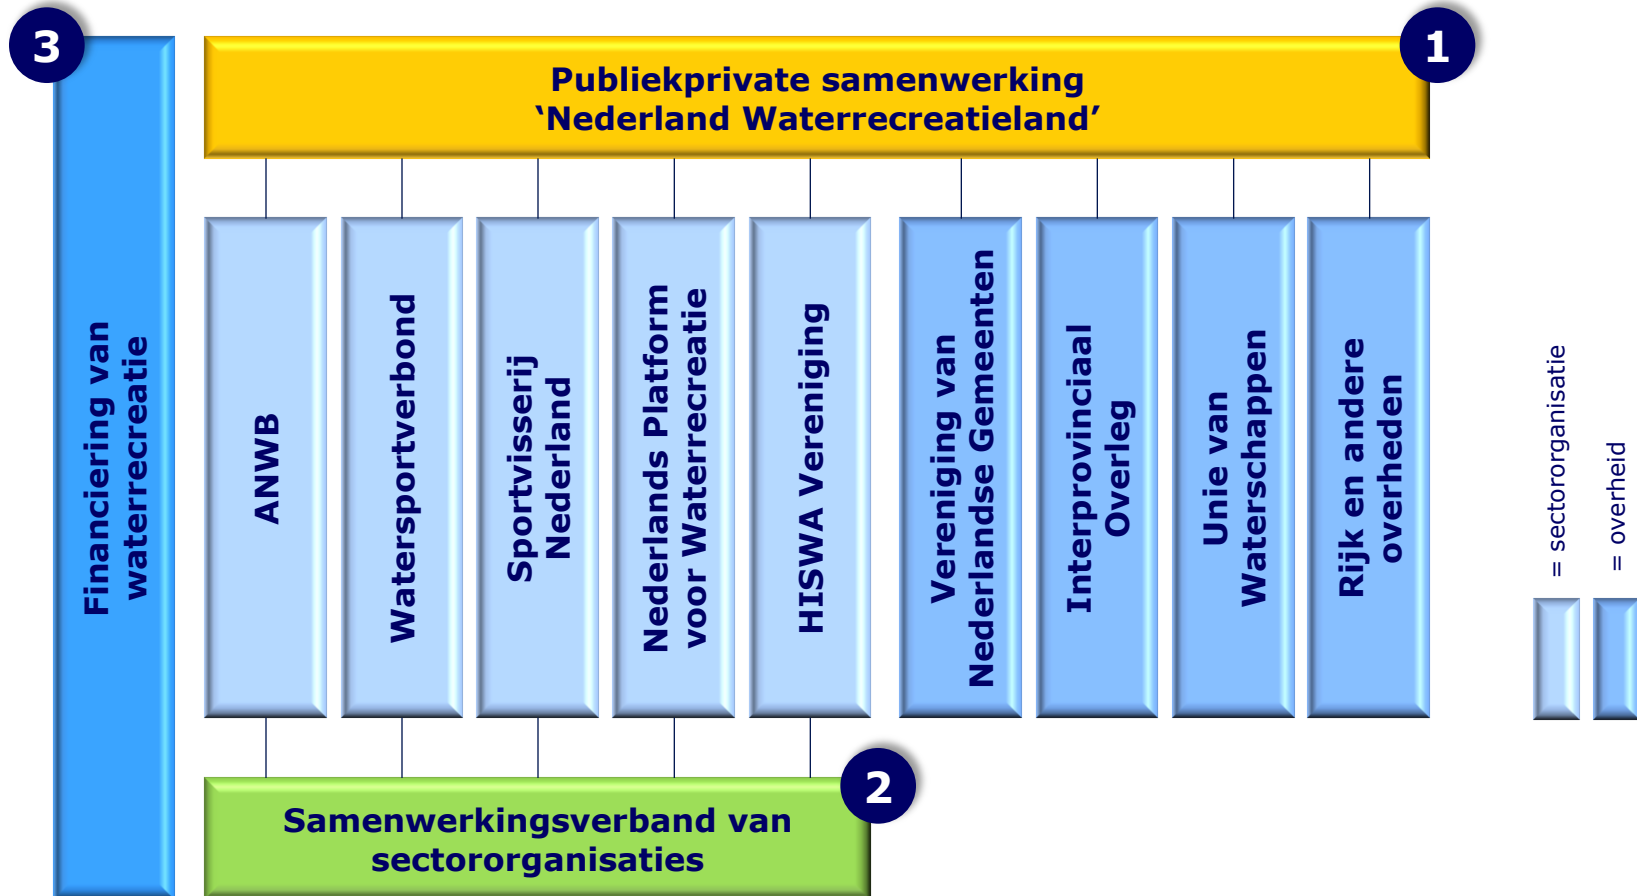 3
1
Publiekprivate samenwerking
‘Nederland Waterrecreatieland’
Financiering van
waterrecreatie
ANWB
Watersportverbond
Sportvisserij
Nederland
Nederlands Platform
voor Waterrecreatie
HISWA Vereniging
Vereniging van
Nederlandse Gemeenten
Interprovinciaal
Overleg
Unie van
Waterschappen
Rijk en andere
overheden
= sectororganisatie
= overheid
2
Samenwerkingsverband van
sectororganisaties